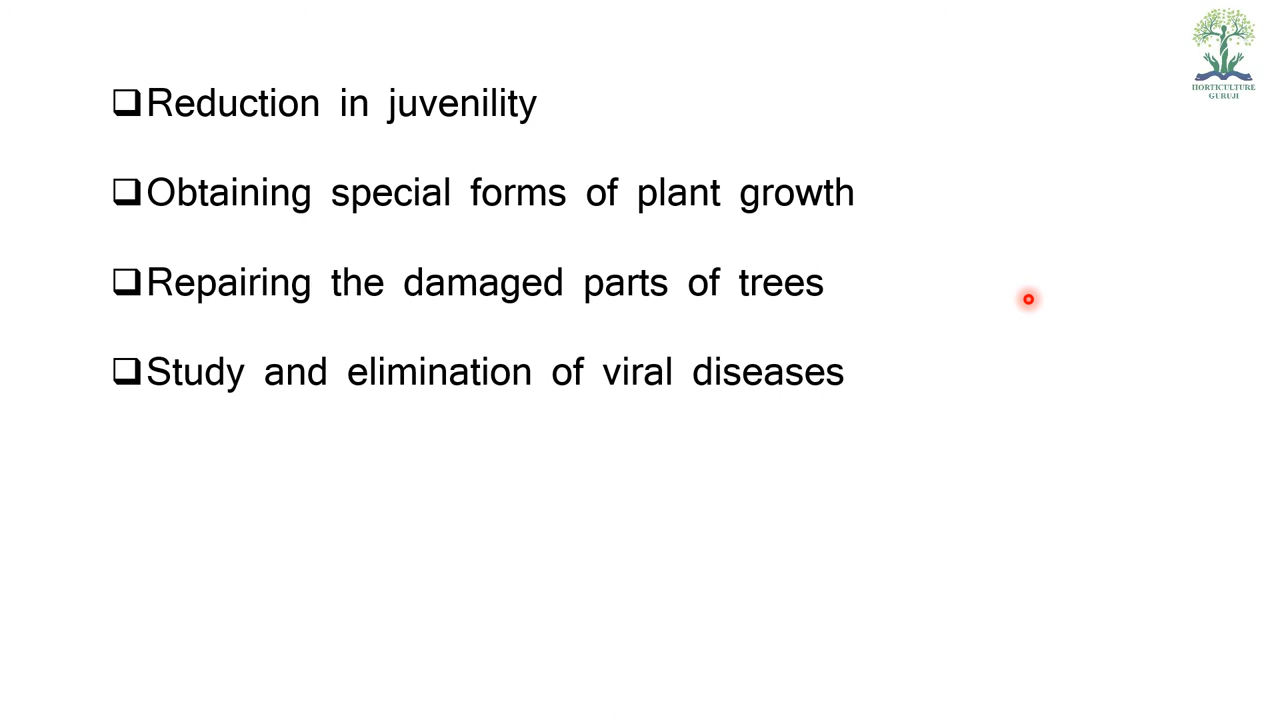 ❑Reduction in juvenility
❑Obtaining special forms of plant growth
❑Repairing the damaged parts of trees
❑Study and elimination of viral diseases
HORTICULTURE
GURUJI